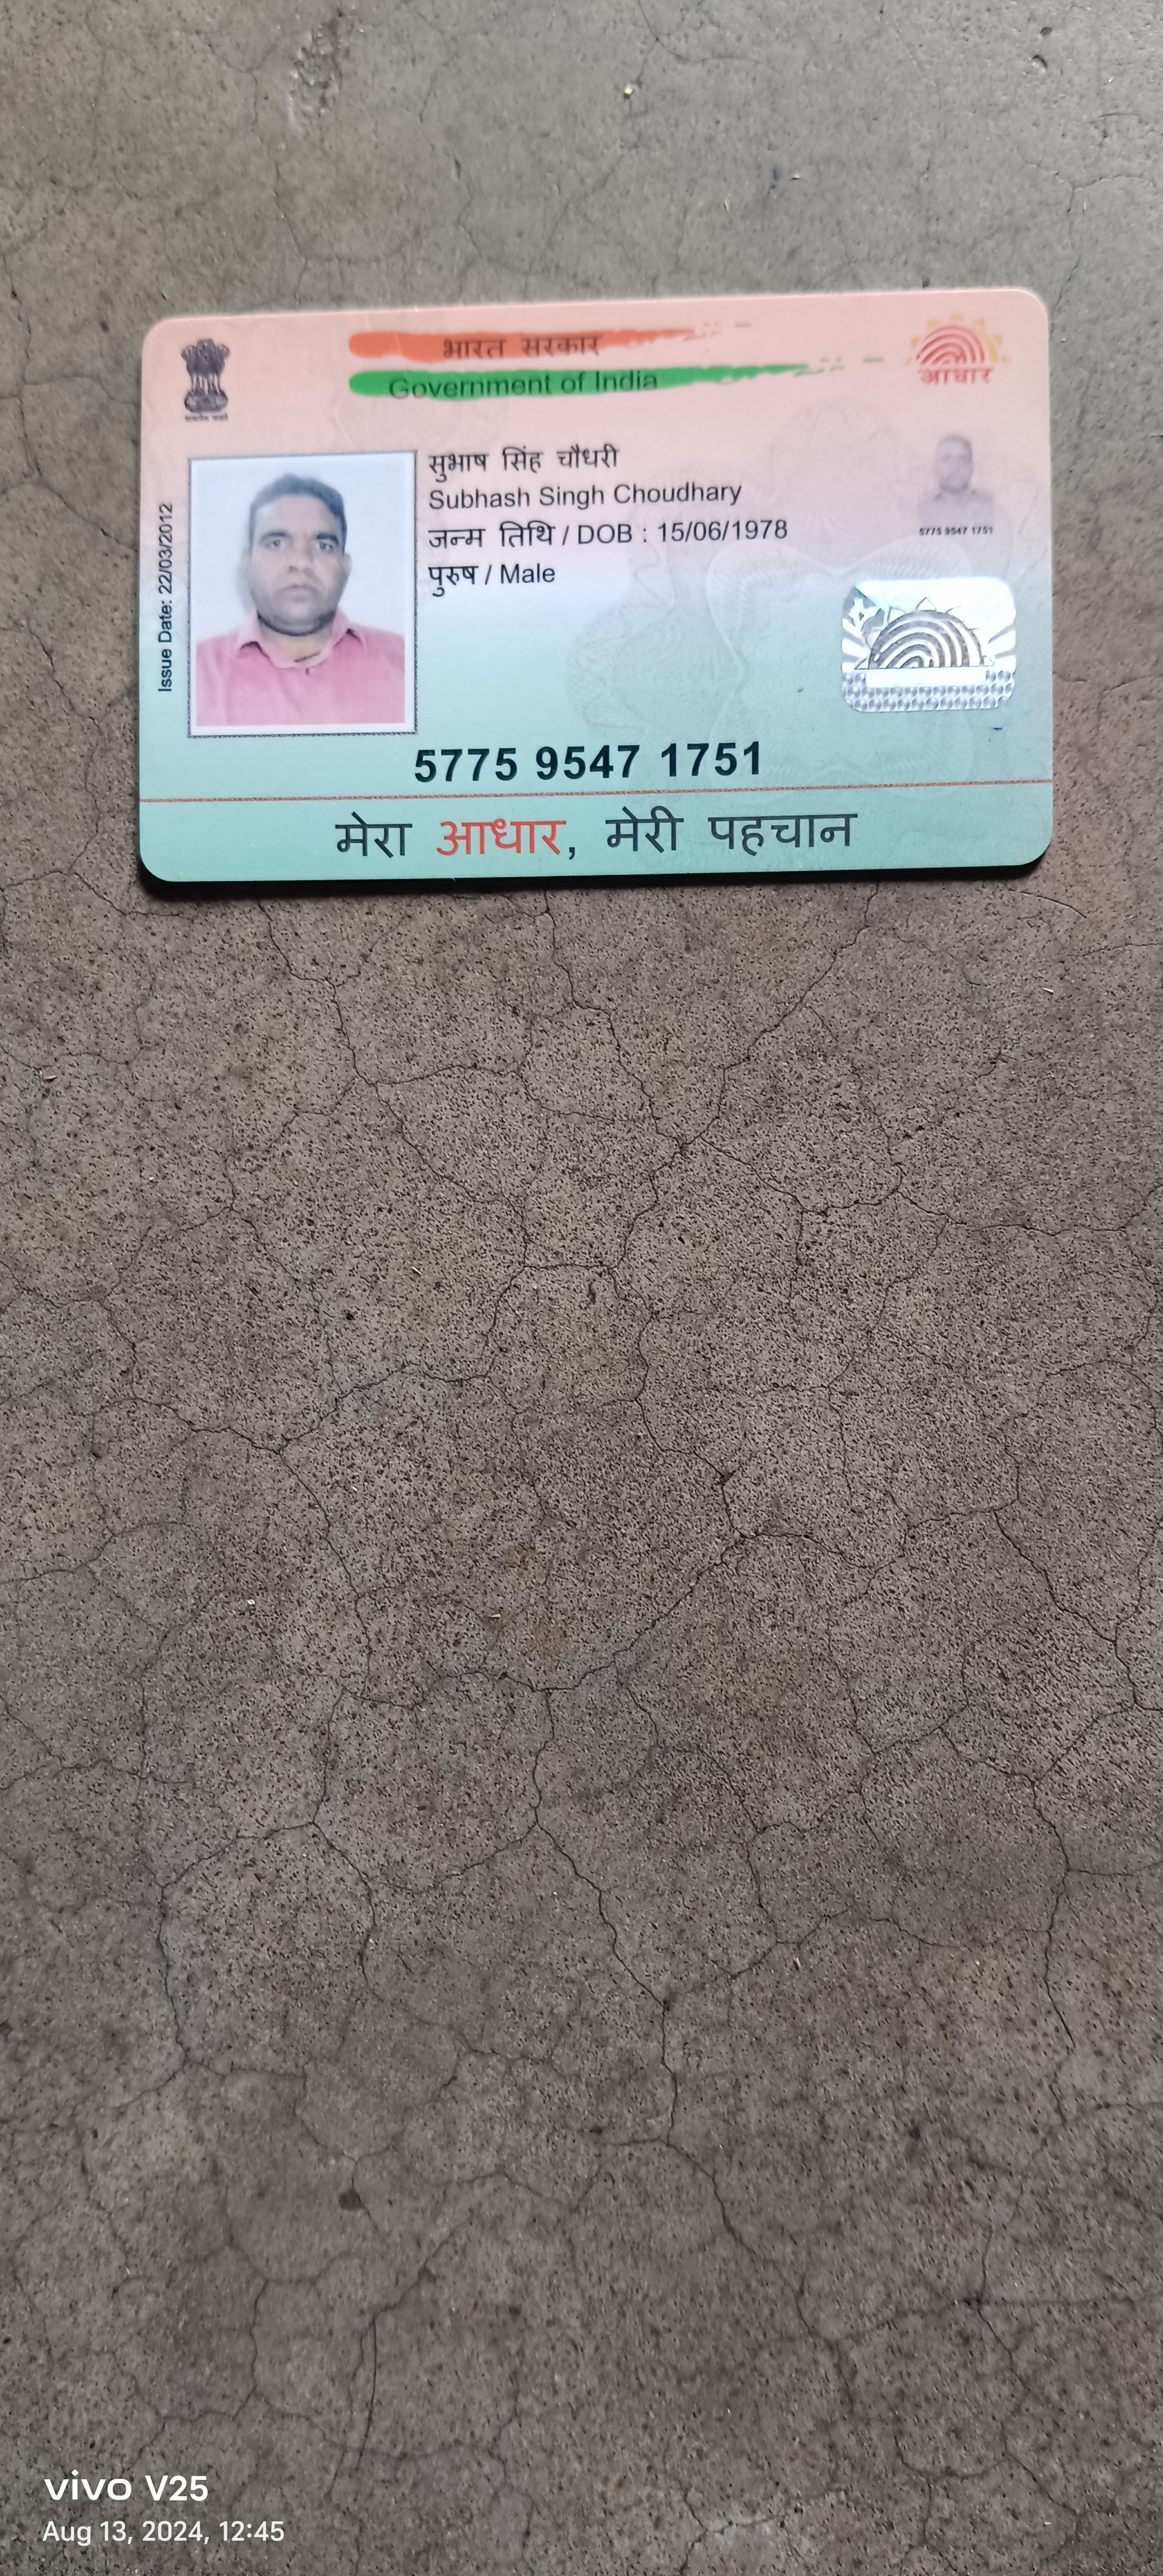 भारत सरकार
Government of India
आधार
सुभाष सिंह चौधरी
Subhash Singh Choudhary
जन्म तिथि / DOB : 15/06/1978
पुरुष / Male
Issue Date: 22/03/2012
5775 9547 1751
5775 9547 1751
मेरा आधार, मेरी पहचान
vivo V25
Aug 13, 2024, 12:45